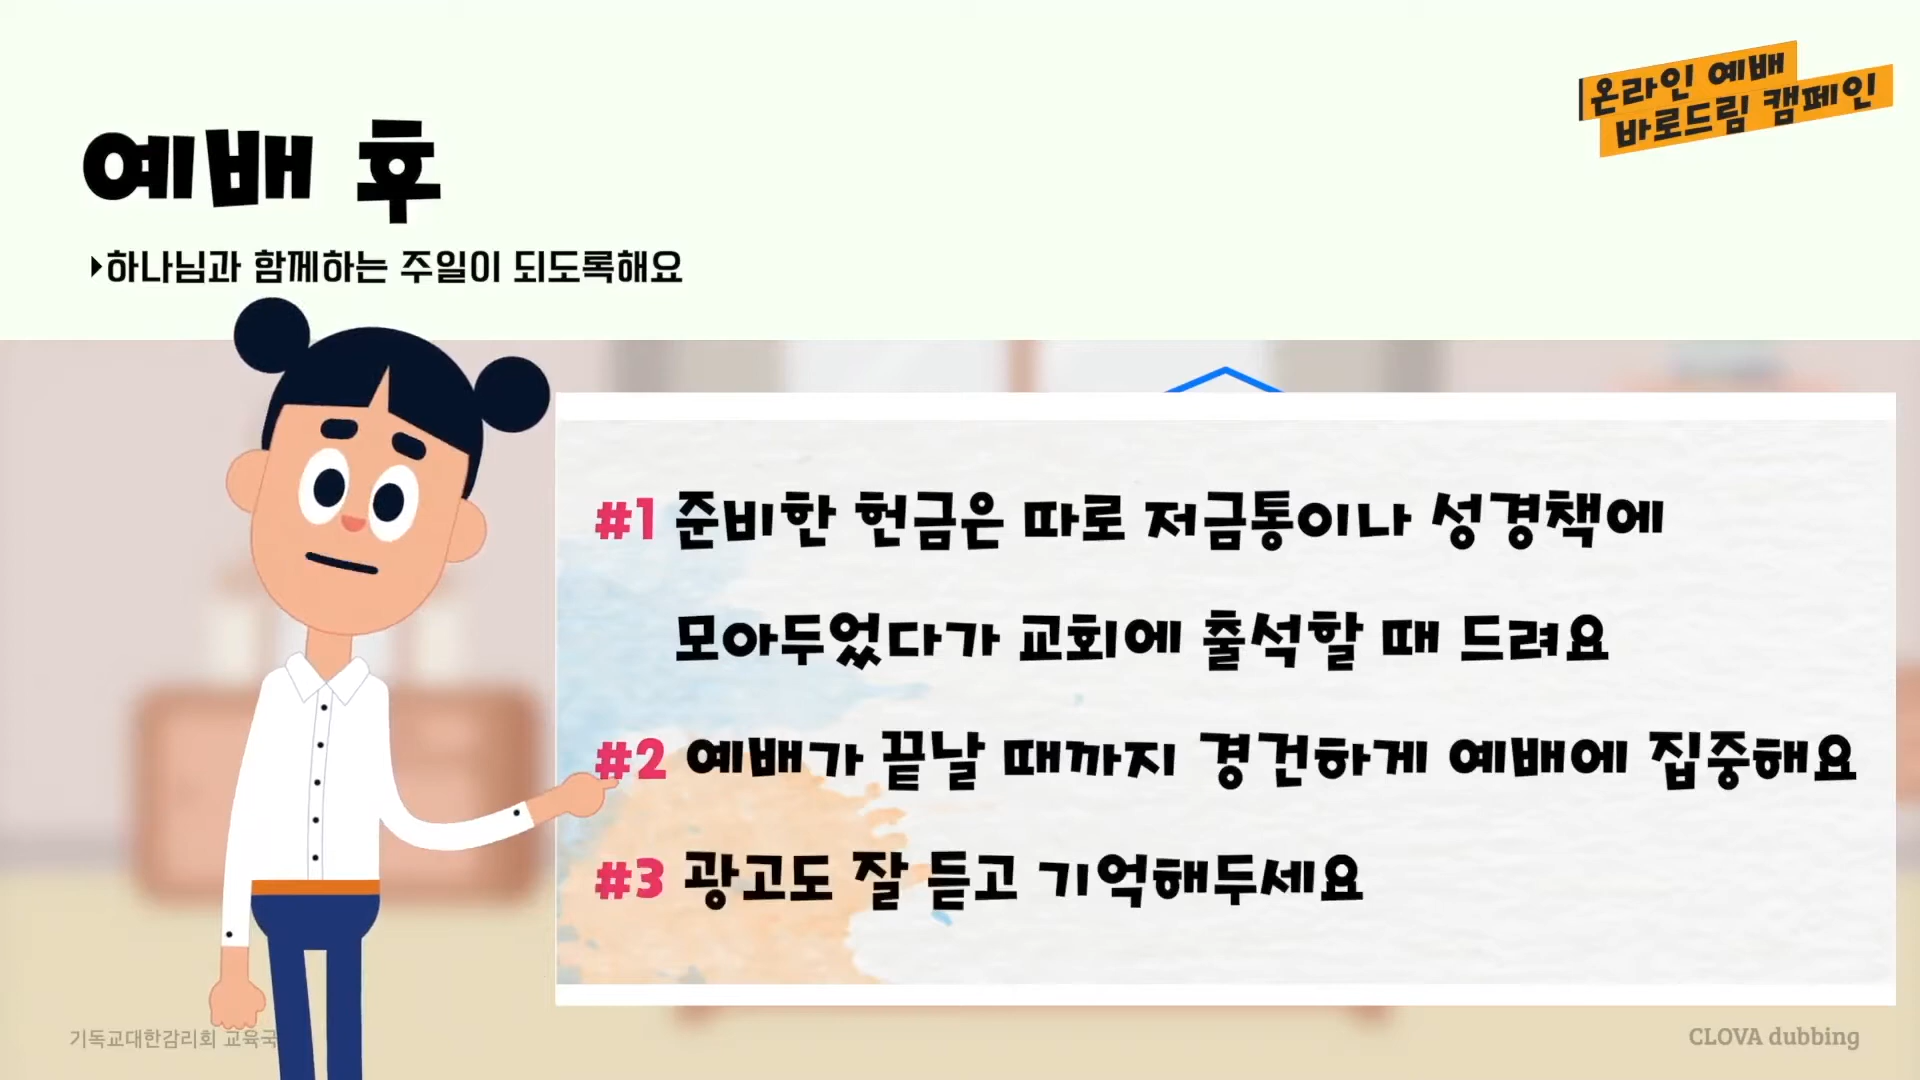 온라인 예배
바로드림 캠페인
예배 후
▸하나님과 함께하는 주일이 되도록해요
#1 준비한 헌금은 따로 저금통이나 성경책에
모아두었다가 교회에 출석할 때 드려요
#2 예배가 끝날 때까지 경건하게 예배에 집중해요
#3 광고도 잘 듣고 기억해두세요
기독교대한감리회 교육국
CLOVA dubbing